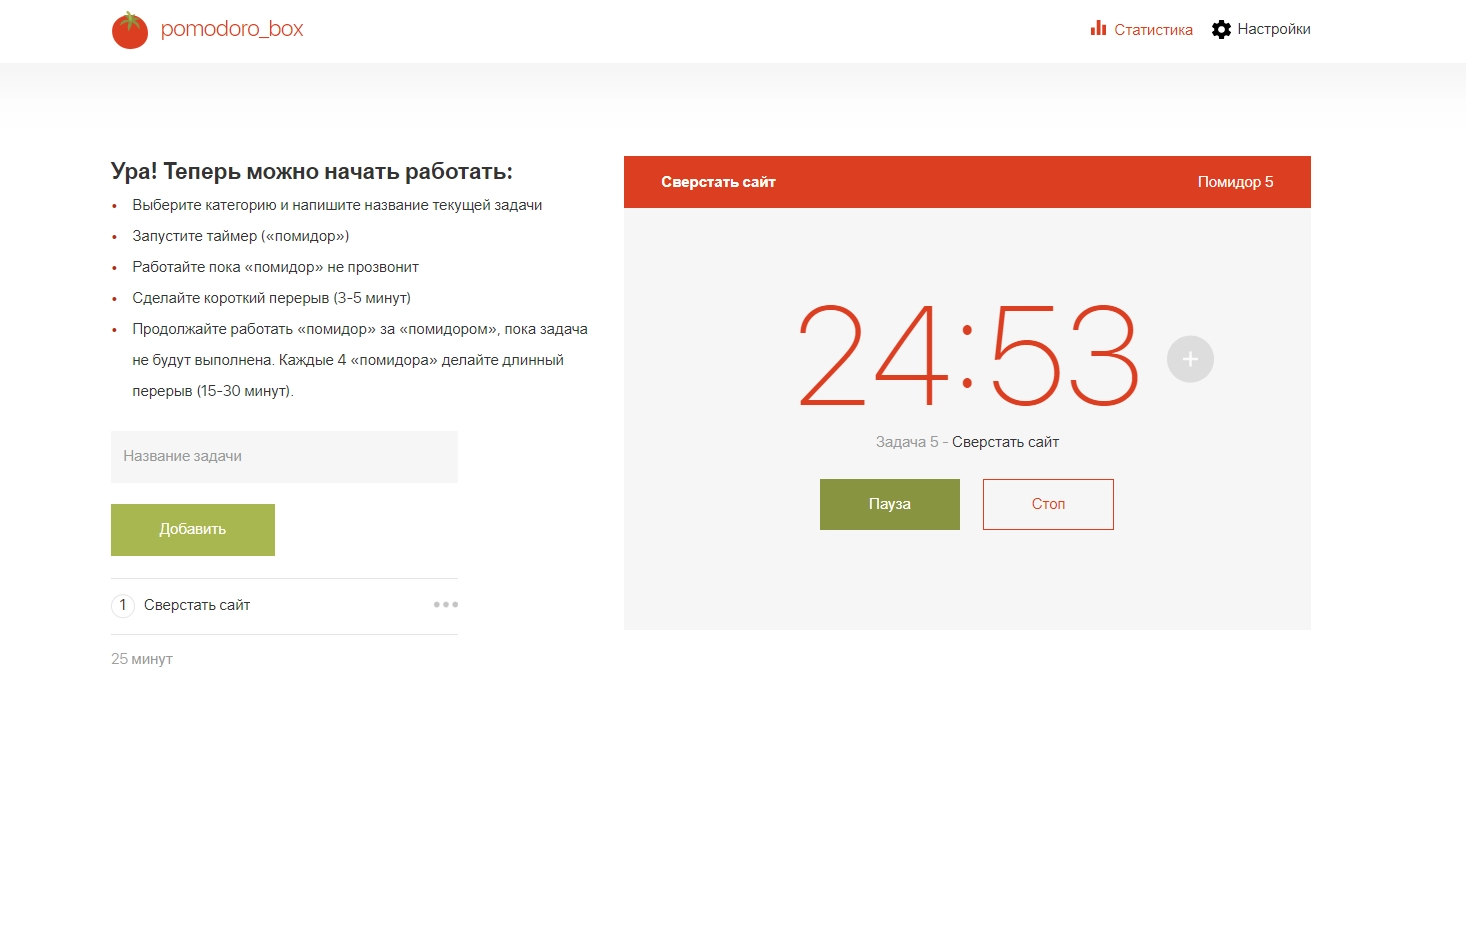 pomodoro_box
Статистика
Настройки
Ура! Теперь можно начать работать:
• Выберите категорию и напишите название текущей задачи
• Запустите таймер («помидор»)
• Работайте пока «помидор» не прозвонит
• Сделайте короткий перерыв (3-5 минут)
• Продолжайте работать «помидор» за «помидором», пока задача
не будут выполнена. Каждые 4 «помидора» делайте длинный
перерыв (15-30 минут).
Название задачи
Добавить
1 Сверстать сайт
25 минут
Сверстать сайт
Помидор 5
24:53
Задача 5 - Сверстать сайт
Пауза
Стоп